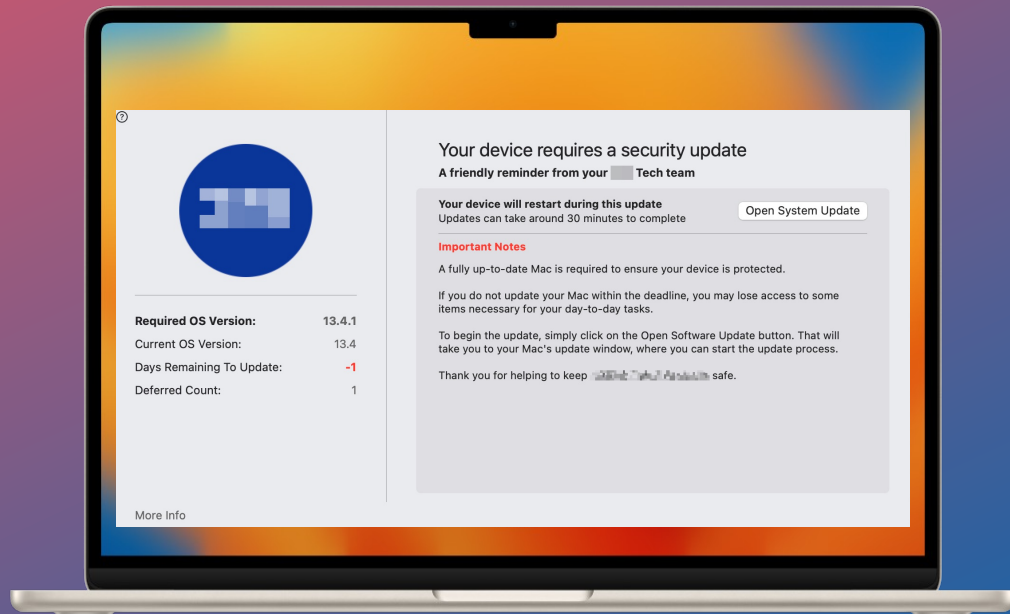 ?
Your device requires a security update
A friendly reminder from your Tech team
Your device will restart during this update
Updates can take around 30 minutes to complete
Open System Update
Important Notes
A fully up-to-date Mac is required to ensure your device is protected.
If you do not update your Mac within the deadline, you may lose access to some
items necessary for your day-to-day tasks.
To begin the update, simply click on the Open Software Update button. That will
take you to your Mac's update window, where you can start the update process.
Thank you for helping to keep safe.
Required OS Version: 13.4.1
Current OS Version: 13.4
Days Remaining To Update: -1
Deferred Count: 1
More Info